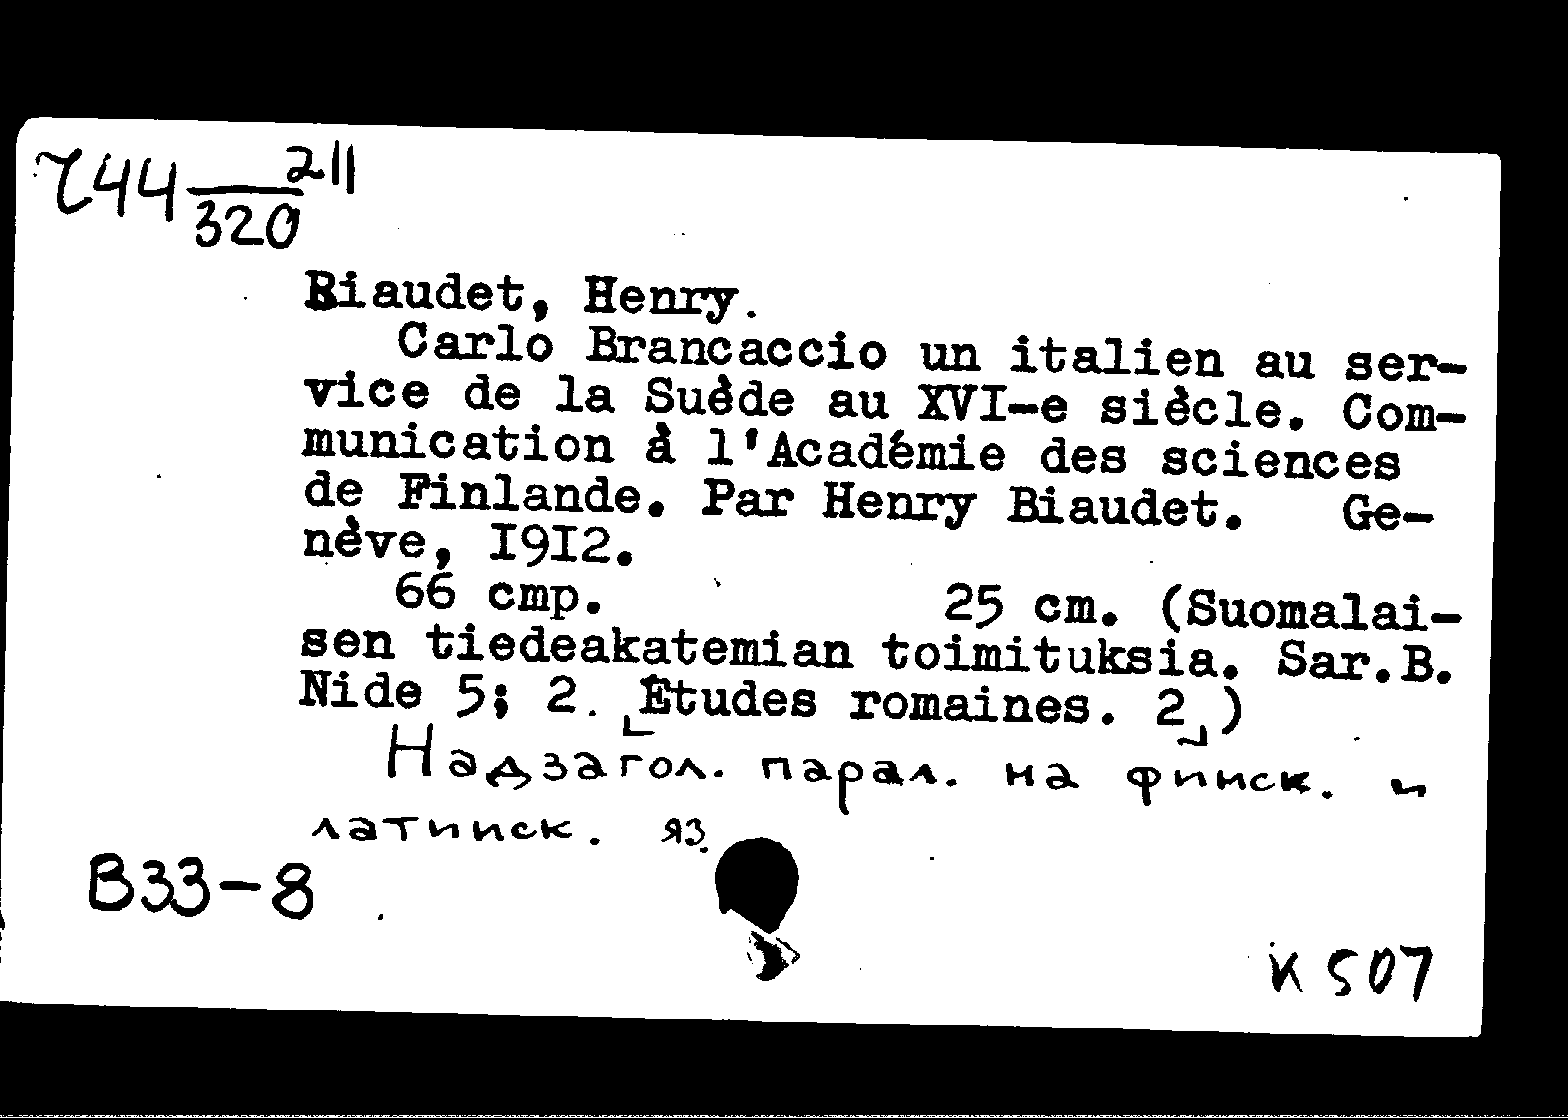 Z44 211/320
Biaudet, Henry.
Carlo Brancaccio un italien au ser-
vice de la Suède au XVI-e siècle. Com-
munication à l'Académie des sciences
de Finlande. Par Henry Biaudet. Ge-
nève, I9I2.
66 cmp. 25 cm. (Suomalai-
sen tiedeakatemian toimituksia. Sar.B.
Nide 5; 2. [Études romaines. 2])
Надзагол. парал. на финск. и
латинск. яз.
B33-8
K 507